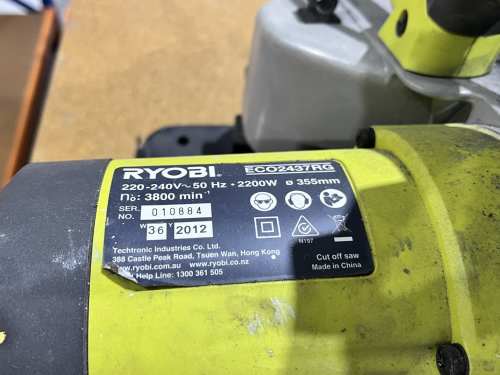 RYOBI ECO2437RG
220-240V~50 Hz • 2200W ø 355mm
n₀: 3800 min⁻¹
SER. NO. 010884
W 36 Y 2012
N197
Techtronic Industries Co. Ltd.
388 Castle Peak Road, Tsuen Wan, Hong Kong
www.ryobi.com.au www.ryobi.co.nz
Help Line: 1300 361 505
Cut off saw
Made in China